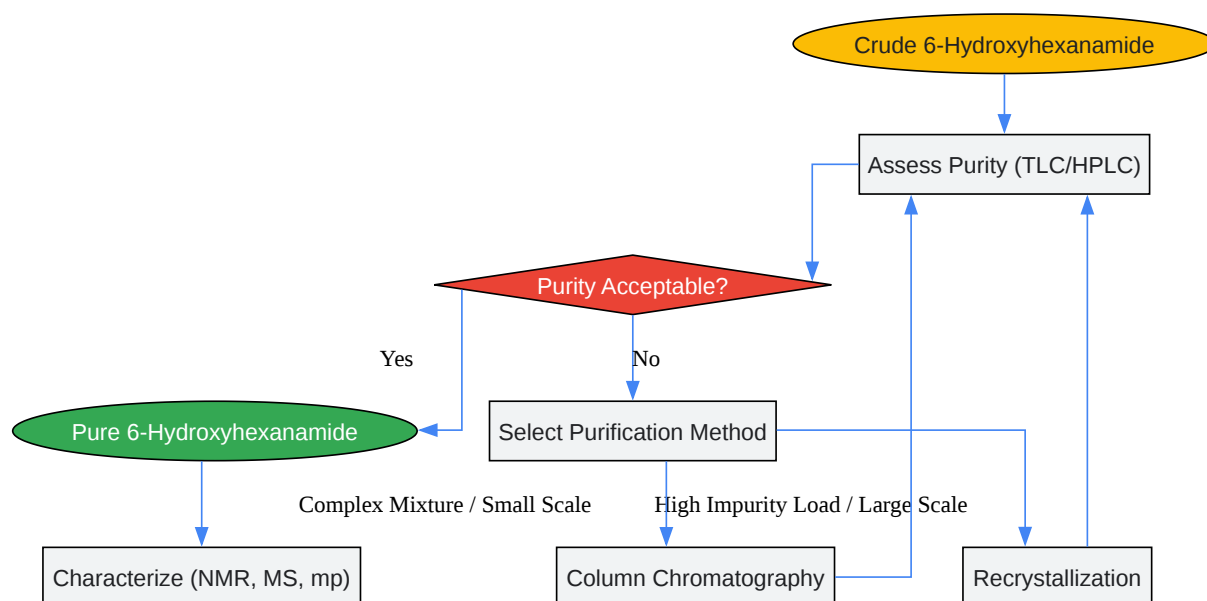 Crude 6-Hydroxyhexanamide
Assess Purity (TLC/HPLC)
Purity Acceptable?
Yes
No
Pure 6-Hydroxyhexanamide
Select Purification Method
Complex Mixture / Small Scale
High Impurity Load / Large Scale
Characterize (NMR, MS, mp)
Column Chromatography
Recrystallization